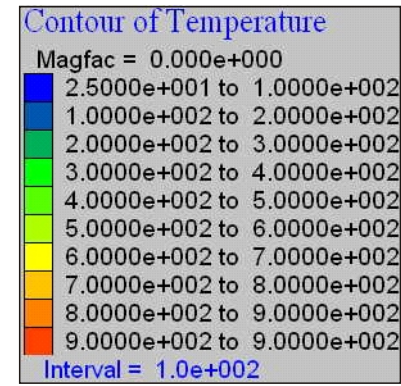 Contour of Temperature
Magfac = 0.000e+000
2.5000e+001 to 1.0000e+002
1.0000e+002 to 2.0000e+002
2.0000e+002 to 3.0000e+002
3.0000e+002 to 4.0000e+002
4.0000e+002 to 5.0000e+002
5.0000e+002 to 6.0000e+002
6.0000e+002 to 7.0000e+002
7.0000e+002 to 8.0000e+002
8.0000e+002 to 9.0000e+002
9.0000e+002 to 9.0000e+002
Interval = 1.0e+002